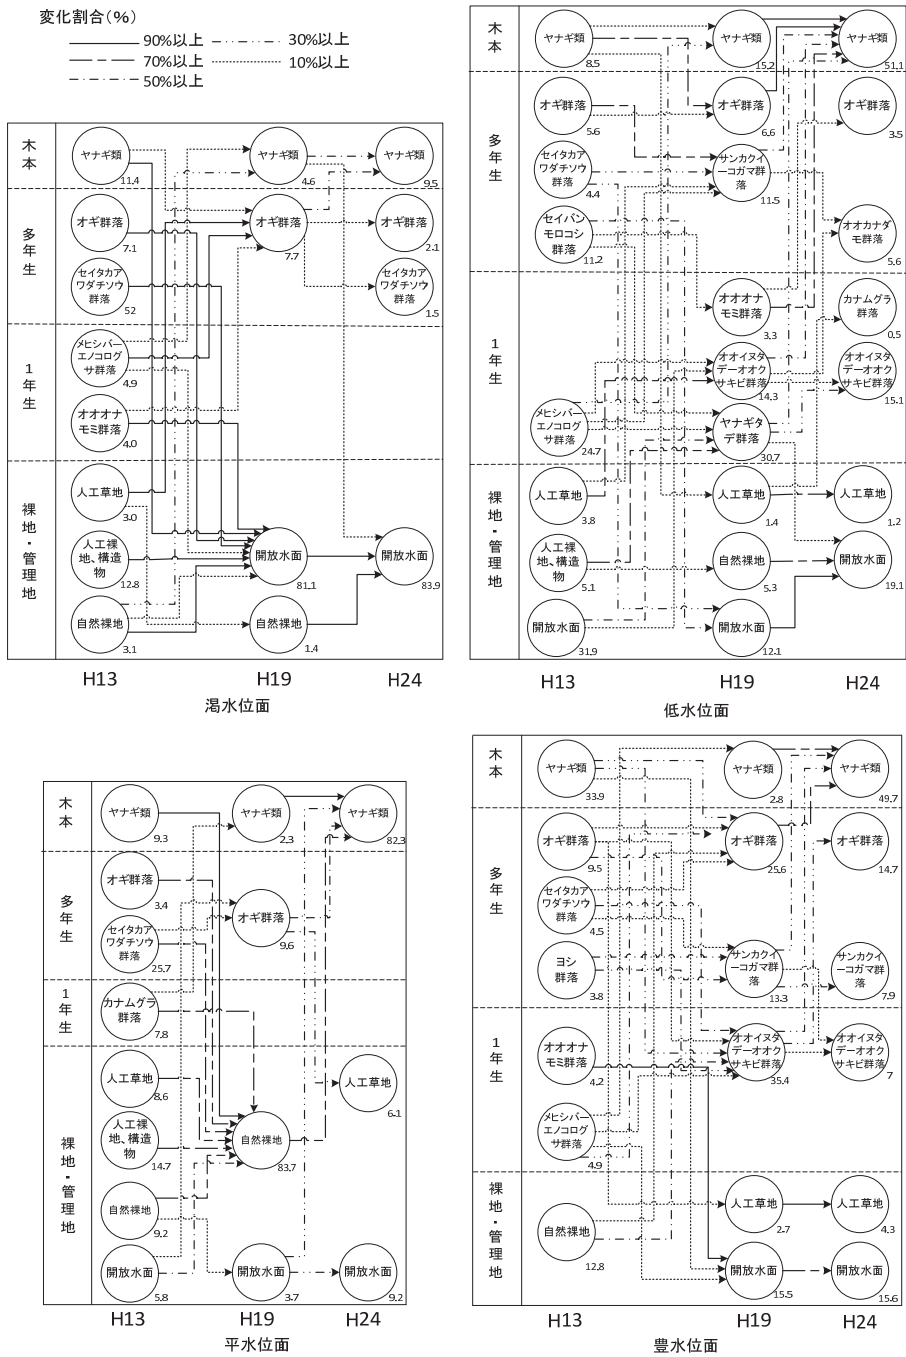 変化割合(%)
90%以上
70%以上
50%以上
30%以上
10%以上
木本
多年生
1年生
裸地・管理地
ヤナギ類
11.4
オギ群落
7.1
セイタカア
ワダチソウ
群落
52
メヒシバー
エノコログ
サ群落
4.9
オオオナ
モミ群落
4.0
人工草地
3.0
人工裸
地、構造
物
12.8
自然裸地
3.1
ヤナギ類
4.6
オギ群落
7.7
開放水面
81.1
自然裸地
1.4
ヤナギ類
9.5
オギ群落
2.1
セイタカア
ワダチソウ
群落
1.5
開放水面
83.9
H13
H19
H24
渇水位面
木本
多年生
1年生
裸地・管理地
ヤナギ類
8.5
オギ群落
5.6
セイタカア
ワダチソウ
群落
4.4
セイバン
モロコシ
群落
11.2
メヒシバー
エノコログ
サ群落
24.7
人工草地
3.8
人工裸
地、構造
物
5.1
開放水面
31.9
ヤナギ類
15.2
オギ群落
6.6
サンカクイ
ーコガマ群
落
11.5
オオオナ
モミ群落
3.3
オオイヌタ
デーオオク
サキビ群落
14.3
ヤナギタ
デ群落
30.7
人工草地
1.4
自然裸地
5.3
開放水面
12.1
ヤナギ類
51.1
オギ群落
3.5
オオカナダ
モ群落
5.6
カナムグラ
群落
0.5
オオイヌタ
デーオオク
サキビ群落
15.1
人工草地
1.2
開放水面
19.1
H13
H19
H24
低水位面
木本
多年生
1年生
裸地・管理地
ヤナギ類
9.3
オギ群落
3.4
セイタカア
ワダチソウ
群落
25.7
カナムグラ
群落
7.8
人工草地
8.6
人工裸
地、構造
物
14.7
自然裸地
9.2
開放水面
5.8
ヤナギ類
2.3
オギ群落
9.6
自然裸地
83.7
開放水面
3.7
ヤナギ類
82.3
人工草地
6.1
開放水面
9.2
H13
H19
H24
平水位面
木本
多年生
1年生
裸地・管理地
ヤナギ類
33.9
オギ群落
9.5
セイタカア
ワダチソウ
群落
4.5
ヨシ
群落
3.8
オオオナ
モミ群落
4.2
メヒシバー
エノコログ
サ群落
4.9
自然裸地
12.8
ヤナギ類
2.8
オギ群落
25.6
サンカクイ
ーコガマ群
落
13.3
オオイヌタ
デーオオク
サキビ群落
35.4
人工草地
2.7
開放水面
15.5
ヤナギ類
49.7
オギ群落
14.7
サンカクイ
ーコガマ群
落
7.9
オオイヌタ
デーオオク
サキビ群落
7
人工草地
4.3
開放水面
15.6
H13
H19
H24
豊水位面